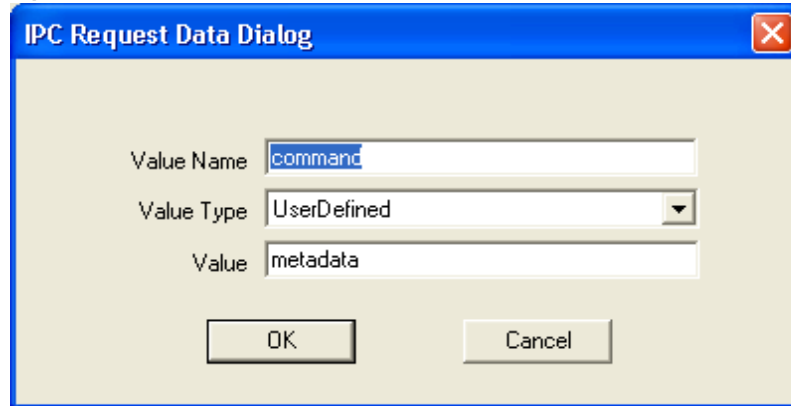 IPC Request Data Dialog
Value Name command
Value Type UserDefined
Value metadata
OK Cancel